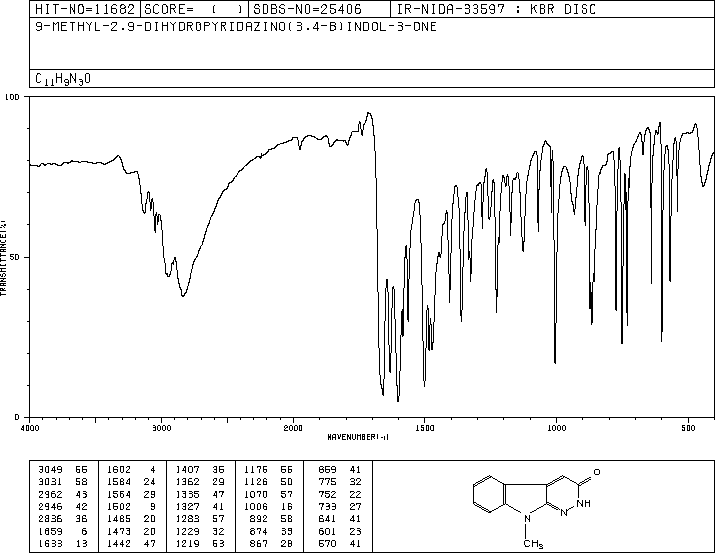 HIT-NO=11682 SCORE= ( ) SDBS-NO=25406 IR-NIDA-33597 : KBR DISC
9-METHYL-2,9-DIHYDROPYRIDAZINO(3,4-B)INDOL-3-ONE
C11H9N3O
100
50
0
TRANSMITTANCE(%)
4000 3000 2000 1500 1000 500
WAVENUMBER(-1)
3049 66 1602 4 1407 35 1176 55 869 41
3031 58 1584 24 1362 29 1126 50 775 32
2962 43 1564 29 1335 47 1070 57 752 22
2946 42 1502 9 1327 41 1006 16 733 27
2836 36 1485 20 1283 57 892 58 641 41
1659 6 1473 20 1229 32 874 33 601 23
1633 13 1442 47 1219 53 867 28 570 41
O
NH
N
N
CH3